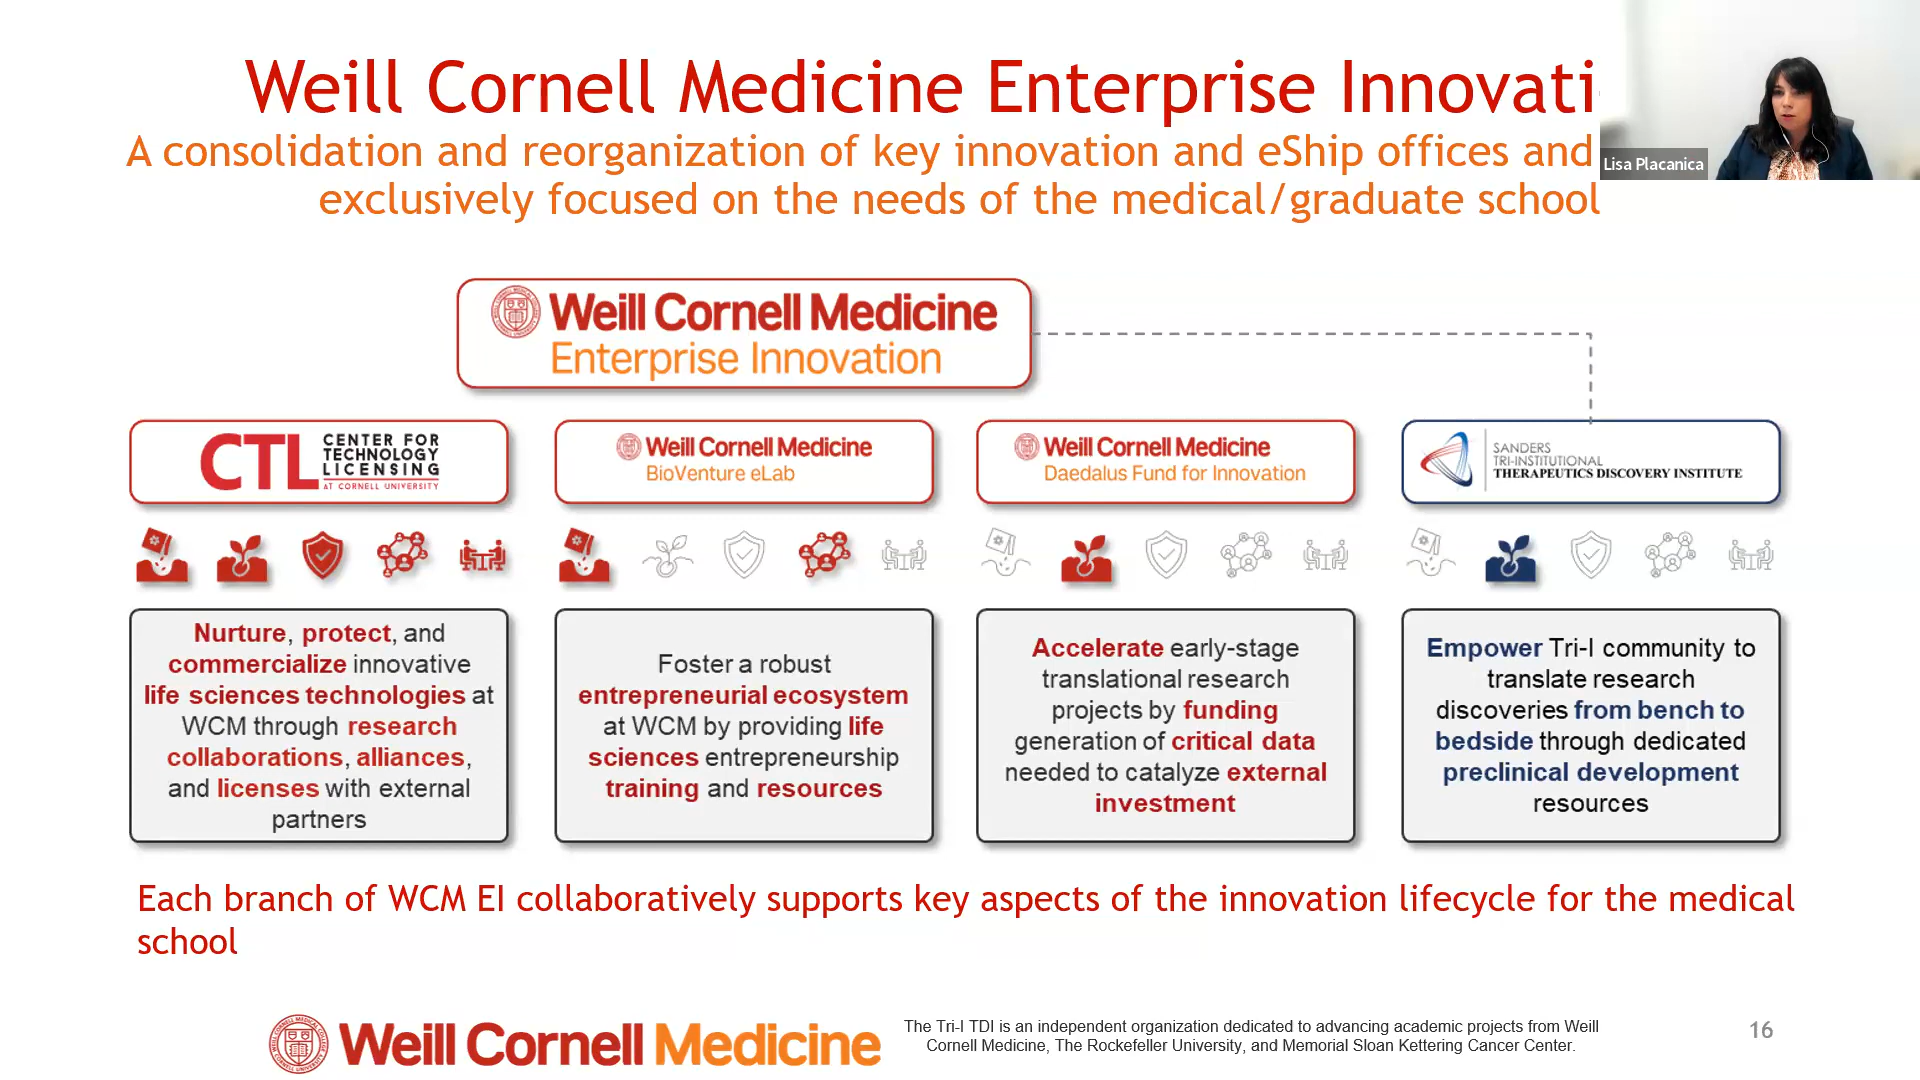 Weill Cornell Medicine Enterprise Innovati
A consolidation and reorganization of key innovation and eShip offices and
exclusively focused on the needs of the medical/graduate school
Lisa Placanica
Weill Cornell Medicine
Enterprise Innovation
CTL CENTER FOR
TECHNOLOGY
LICENSING
AT CORNELL UNIVERSITY
Weill Cornell Medicine
BioVenture eLab
Weill Cornell Medicine
Daedalus Fund for Innovation
SANDERS
TRI-INSTITUTIONAL
THERAPEUTICS DISCOVERY INSTITUTE
Nurture, protect, and
commercialize innovative
life sciences technologies at
WCM through research
collaborations, alliances,
and licenses with external
partners
Foster a robust
entrepreneurial ecosystem
at WCM by providing life
sciences entrepreneurship
training and resources
Accelerate early-stage
translational research
projects by funding
generation of critical data
needed to catalyze external
investment
Empower Tri-I community to
translate research
discoveries from bench to
bedside through dedicated
preclinical development
resources
Each branch of WCM EI collaboratively supports key aspects of the innovation lifecycle for the medical
school
Weill Cornell Medicine
The Tri-I TDI is an independent organization dedicated to advancing academic projects from Weill
Cornell Medicine, The Rockefeller University, and Memorial Sloan Kettering Cancer Center.
16